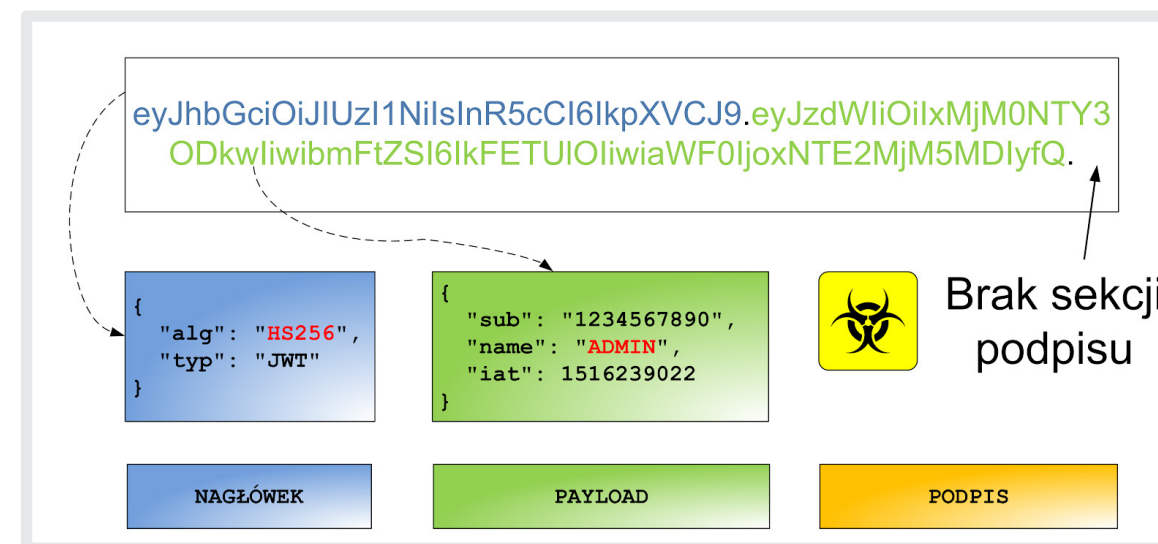 eyJhbGciOiJIUzI1NiIsInR5cCI6IkpXVCJ9.eyJzdWIiOiIxMjM0NTY3
ODkwIiwibmFtZSI6IkFETUlOIiwiaWF0IjoxNTE2MjM5MDIyfQ.
{
"alg": "HS256",
"typ": "JWT"
}
{
"sub": "1234567890",
"name": "ADMIN",
"iat": 1516239022
}
Brak sekcji
podpisu
NAGŁÓWEK
PAYLOAD
PODPIS